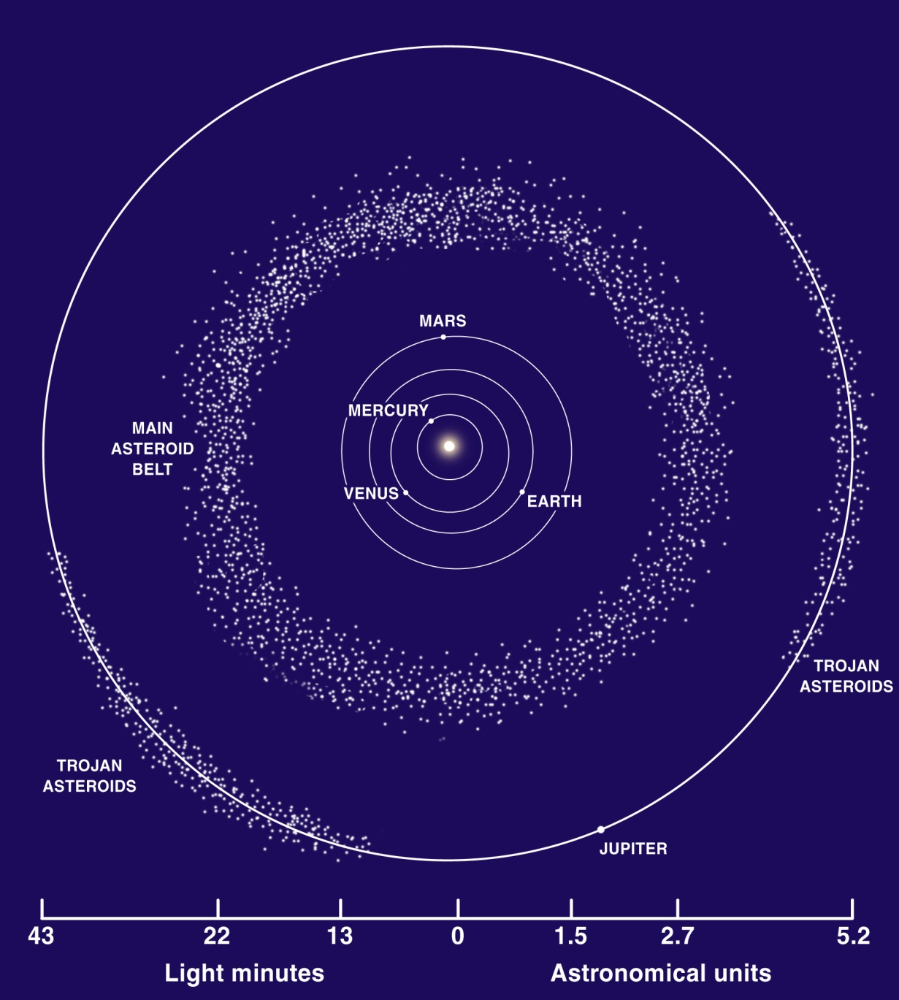 MARS
MERCURY
MAIN
ASTEROID
BELT
VENUS
EARTH
TROJAN
ASTEROIDS
TROJAN
ASTEROIDS
JUPITER
43 22 13 0 1.5 2.7 5.2
Light minutes Astronomical units